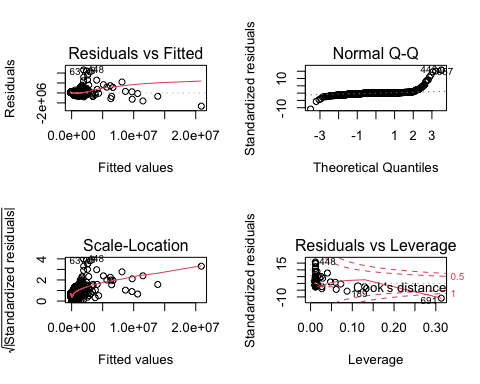 Residuals vs Fitted
Residuals
-2e+06
448
0.0e+00 1.0e+07 2.0e+07
Fitted values
Normal Q-Q
Standardized residuals
-10 10
-3 -1 1 2 3
Theoretical Quantiles
Scale-Location
√|Standardized residuals|
0 2 4
448
0.0e+00 1.0e+07 2.0e+07
Fitted values
Residuals vs Leverage
Standardized residuals
-10 5 15
448
Cook's distance
189
691
0.5
1
0.00 0.10 0.20 0.30
Leverage